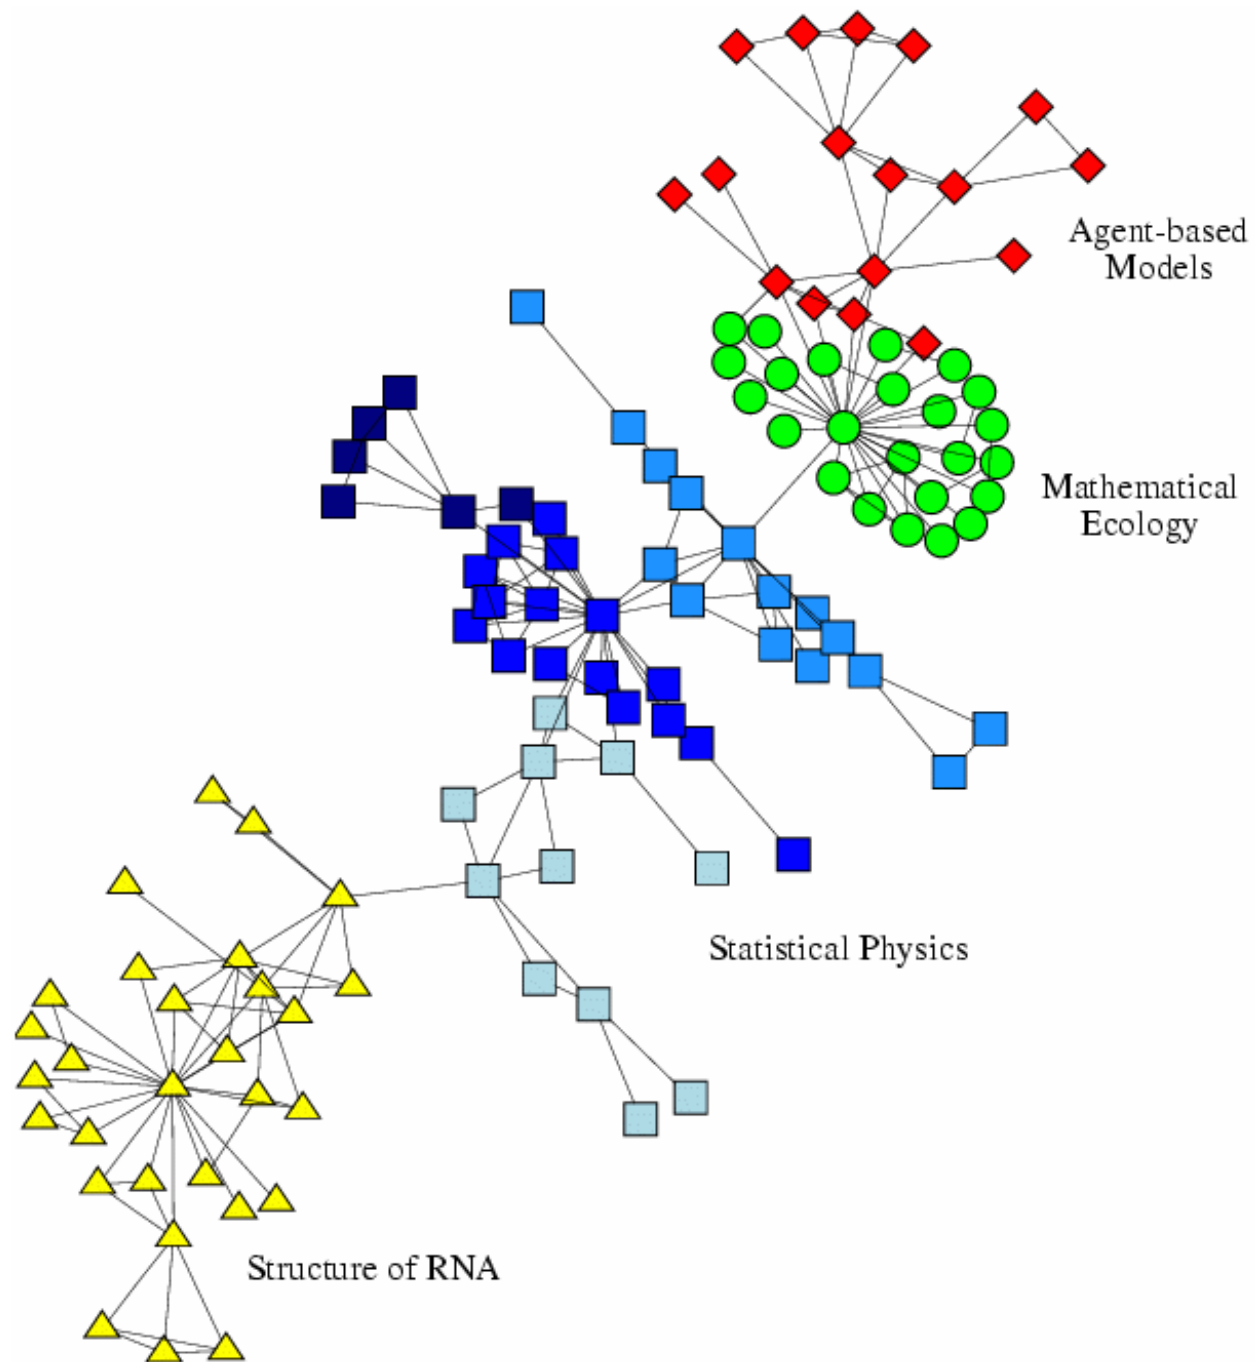 Agent-based
Models
Mathematical
Ecology
Statistical Physics
Structure of RNA